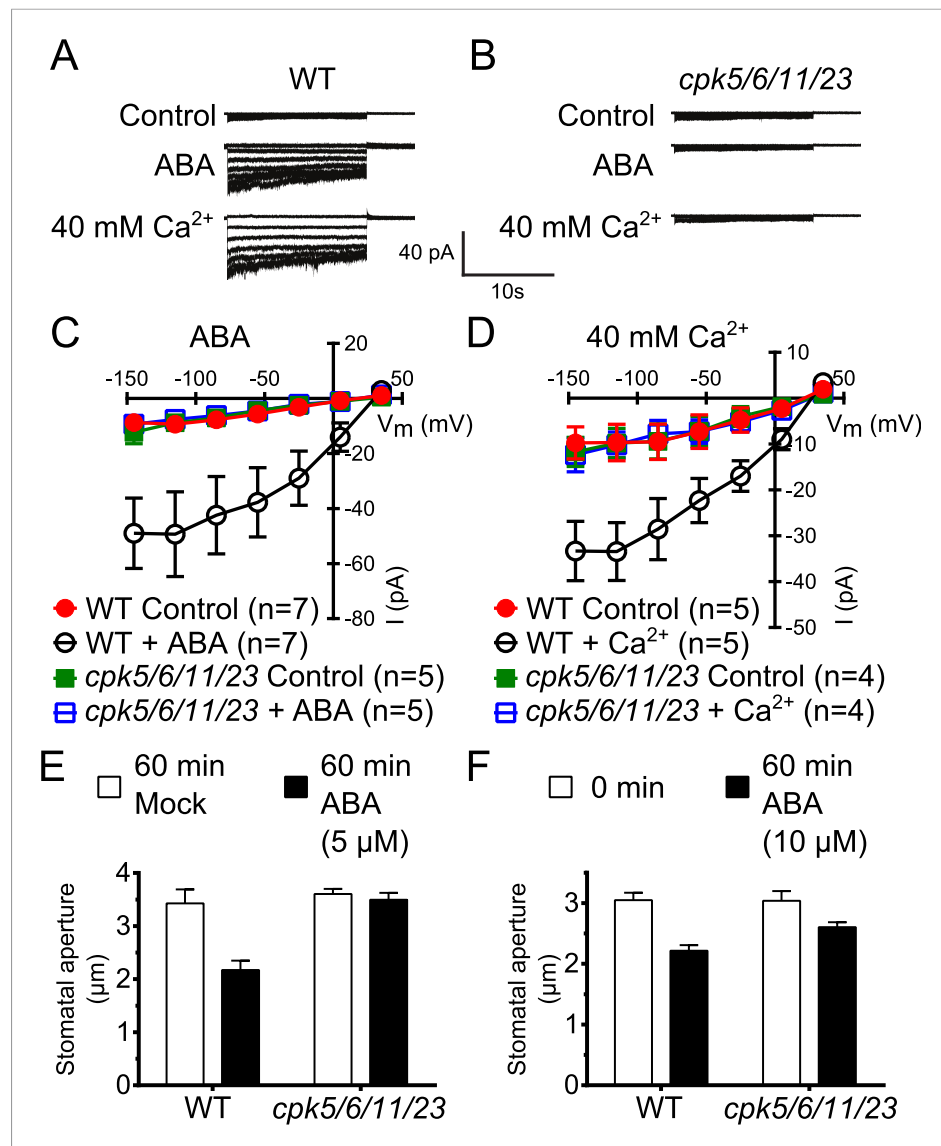 A
WT
Control
ABA
40 mM Ca²⁺
B
cpk5/6/11/23
Control
ABA
40 mM Ca²⁺
40 pA
10s
C
ABA
20
-150 -100 -50 50
Vm (mV)
-20
-40
-60
-80
I (pA)
WT Control (n=7)
WT + ABA (n=7)
cpk5/6/11/23 Control (n=5)
cpk5/6/11/23 + ABA (n=5)
D
40 mM Ca²⁺
10
-150 -100 -50 50
Vm (mV)
-10
-20
-30
-40
-50
I (pA)
WT Control (n=5)
WT + Ca²⁺ (n=5)
cpk5/6/11/23 Control (n=4)
cpk5/6/11/23 + Ca²⁺ (n=4)
E
60 min
Mock
60 min
ABA
(5 µM)
Stomatal aperture
(µm)
4
3
2
1
0
WT
cpk5/6/11/23
F
0 min
60 min
ABA
(10 µM)
Stomatal aperture
(µm)
3
2
1
0
WT
cpk5/6/11/23